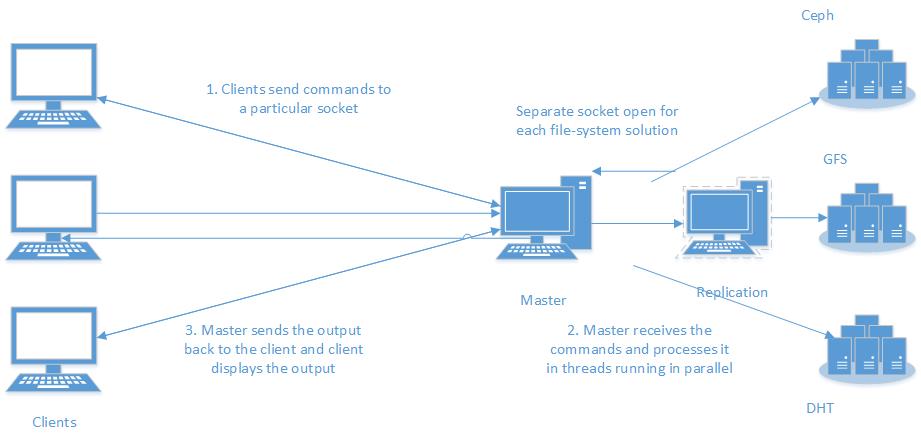 Ceph
1. Clients send commands to
a particular socket
Separate socket open for
each file-system solution
GFS
Master
Replication
3. Master sends the output
back to the client and client
displays the output
2. Master receives the
commands and processes it
in threads running in parallel
DHT
Clients